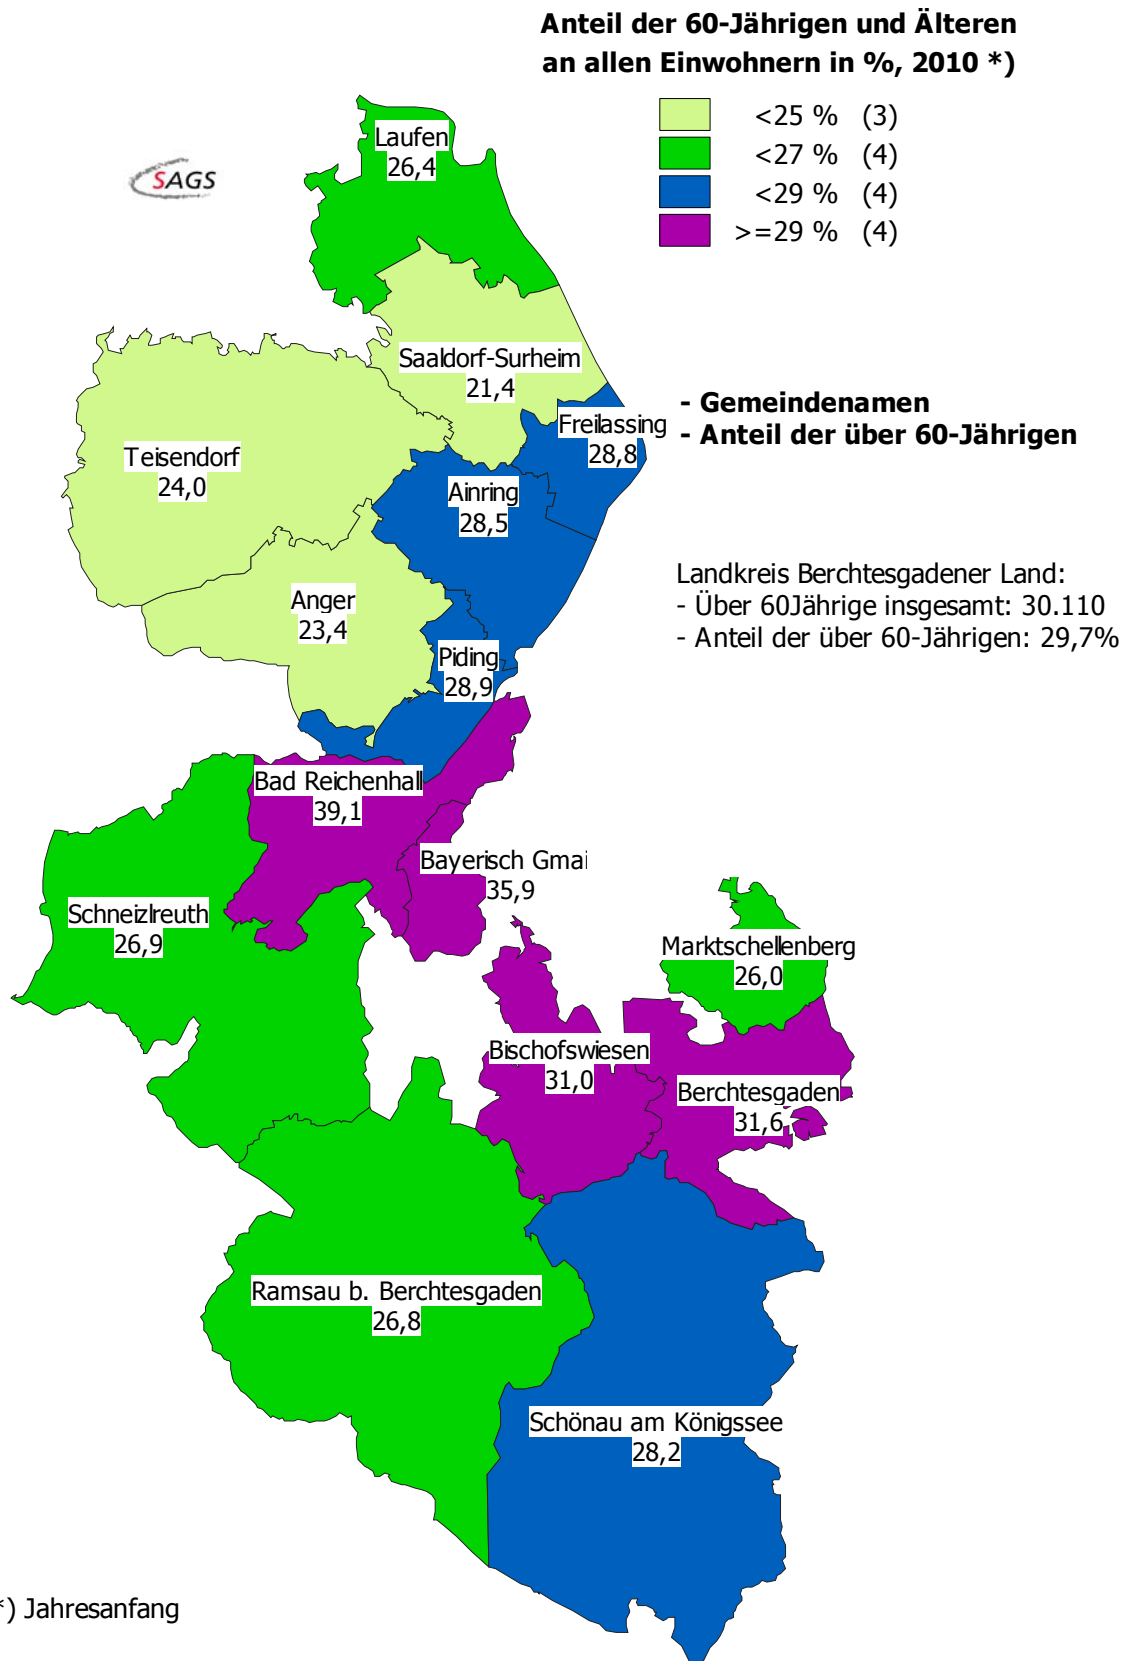 Anteil der 60-Jährigen und Älteren
an allen Einwohnern in %, 2010 *)
<25 % (3)
<27 % (4)
<29 % (4)
>=29 % (4)
SAGS
Laufen
26,4
Saaldorf-Surheim
21,4
- Gemeindenamen
- Anteil der über 60-Jährigen
Freilassing
28,8
Teisendorf
24,0
Ainring
28,5
Landkreis Berchtesgadener Land:
- Über 60Jährige insgesamt: 30.110
- Anteil der über 60-Jährigen: 29,7%
Anger
23,4
Piding
28,9
Bad Reichenhall
39,1
Bayerisch Gmai
35,9
Schneizlreuth
26,9
Marktschellenberg
26,0
Bischofswiesen
31,0
Berchtesgaden
31,6
Ramsau b. Berchtesgaden
26,8
Schönau am Königssee
28,2
*) Jahresanfang